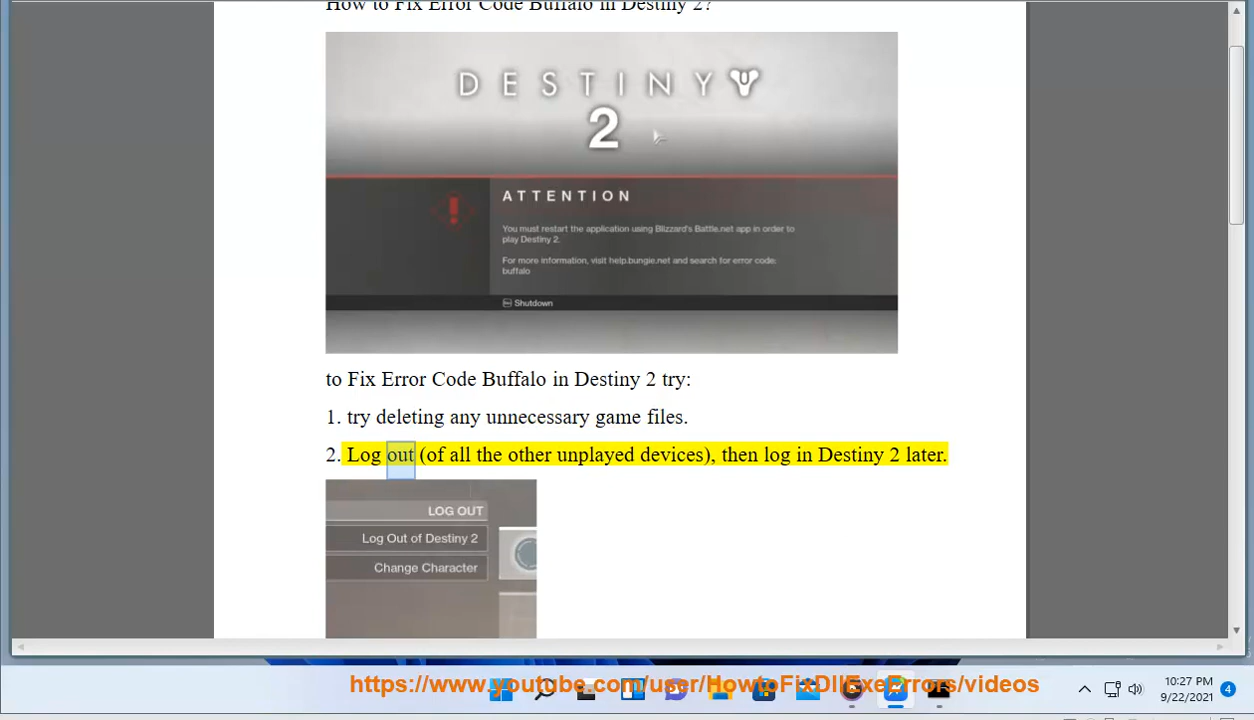 How to Fix Error Code Buffalo in Destiny 2?
DESTINY
2
ATTENTION
You must restart the application using Blizzard's Battle.net app in order to
play Destiny 2.
For more information, visit help.bungie.net and search for error code:
buffalo
Shutdown
to Fix Error Code Buffalo in Destiny 2 try:
1. try deleting any unnecessary game files.
2. Log out (of all the other unplayed devices), then log in Destiny 2 later.
LOG OUT
Log Out of Destiny 2
Change Character
https://www.youtube.com/user/HowtoFixDllExeErrors/videos
10:27 PM
9/22/2021
4